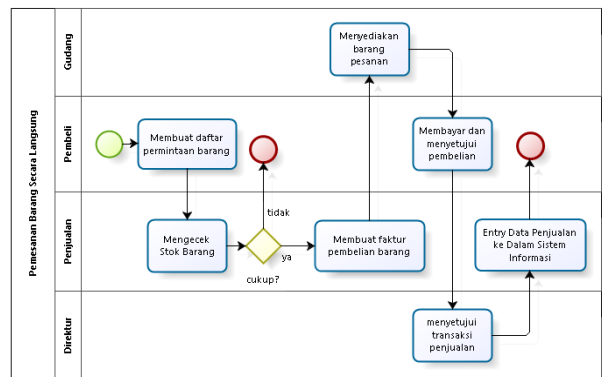 Pemesanan Barang Secara Langsung
Gudang
Menyediakan
barang
pesanan
Pembeli
Membuat daftar
permintaan barang
Membayar dan
menyetujui
pembelian
Penjualan
Mengecek
Stok Barang
tidak
ya
cukup?
Membuat faktur
pembelian barang
Entry Data Penjualan
ke Dalam Sistem
Informasi
Direktur
menyetujui
transaksi
penjualan